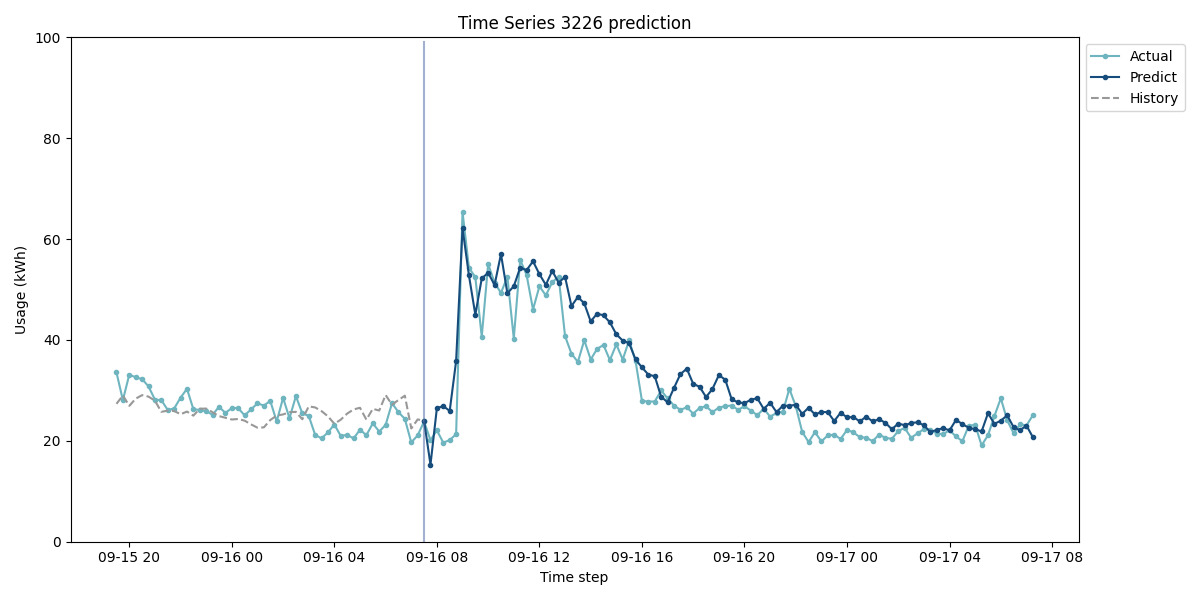 Time Series 3226 prediction
100
80
60
40
20
0
Usage (kWh)
09-15 20
09-16 00
09-16 04
09-16 08
09-16 12
09-16 16
09-16 20
09-17 00
09-17 04
09-17 08
Time step
Actual
Predict
History